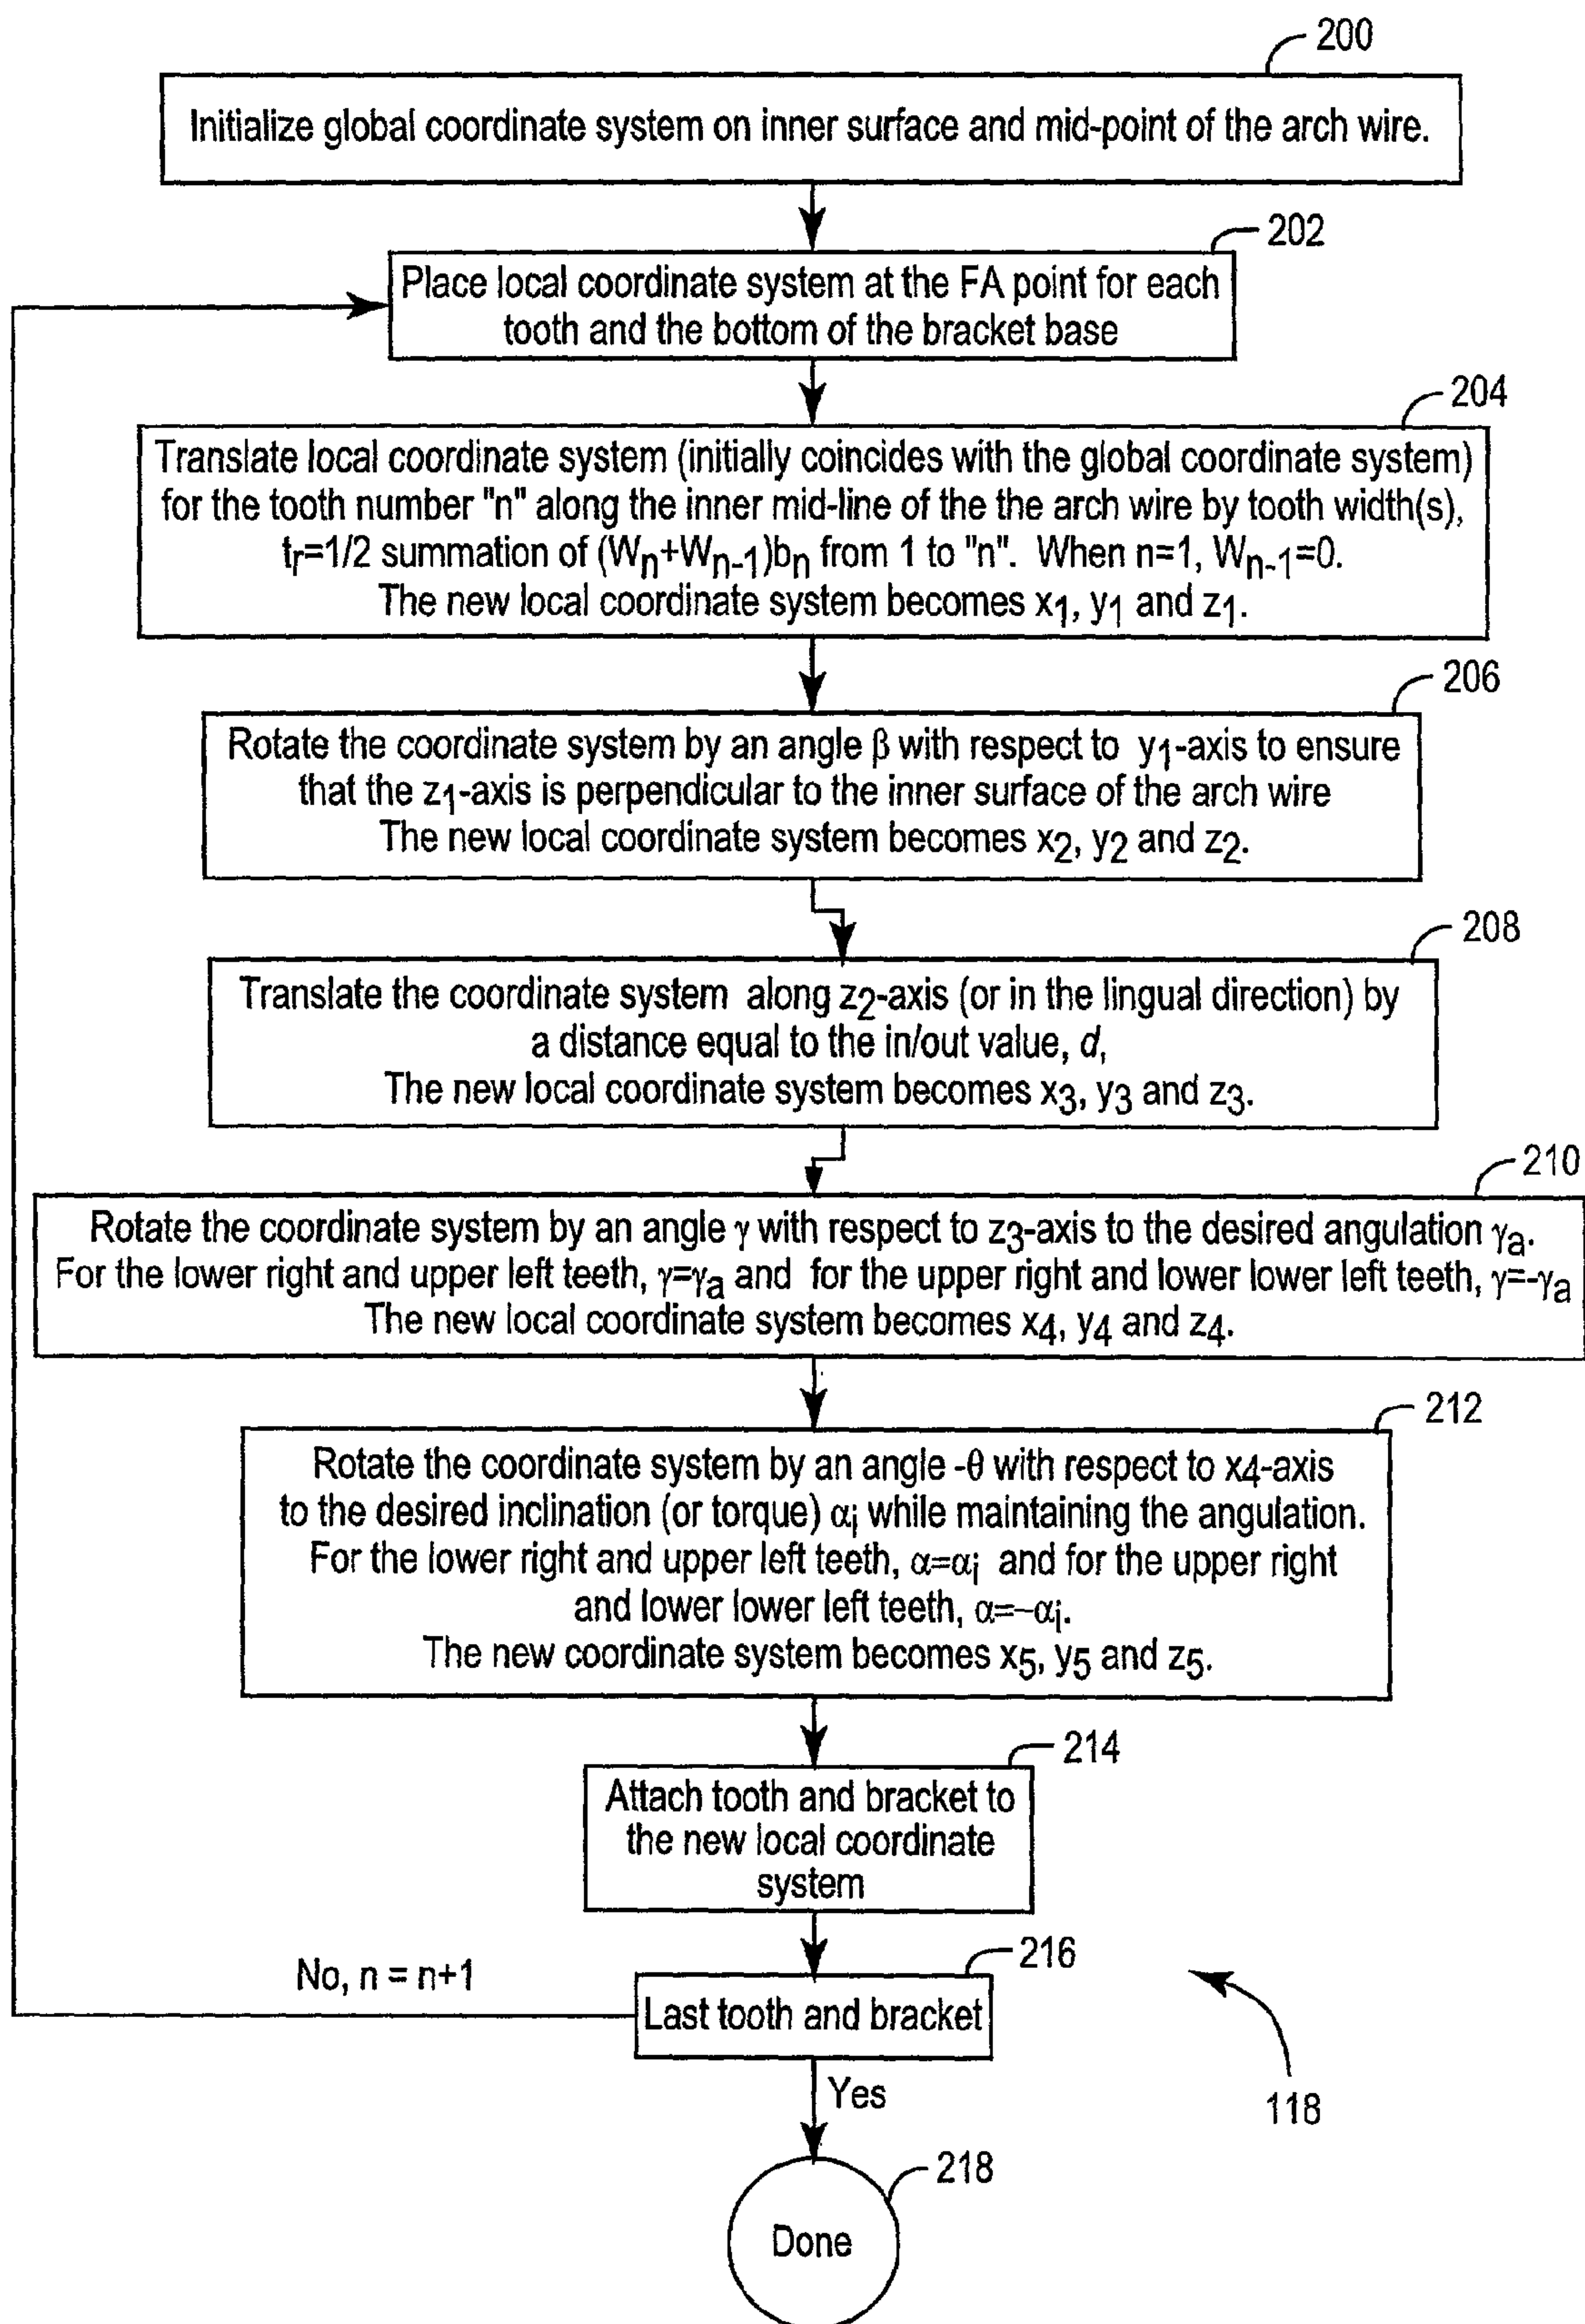 200
Initialize global coordinate system on inner surface and mid-point of the arch wire.
202
Place local coordinate system at the FA point for each
tooth and the bottom of the bracket base
204
Translate local coordinate system (initially coincides with the global coordinate system)
for the tooth number "n" along the inner mid-line of the the arch wire by tooth width(s),
tr=1/2 summation of (Wn+Wn-1)bn from 1 to "n". When n=1, Wn-1=0.
The new local coordinate system becomes x1, y1 and z1.
206
Rotate the coordinate system by an angle β with respect to y1-axis to ensure
that the z1-axis is perpendicular to the inner surface of the arch wire
The new local coordinate system becomes x2, y2 and z2.
208
Translate the coordinate system along z2-axis (or in the lingual direction) by
a distance equal to the in/out value, d,
The new local coordinate system becomes x3, y3 and z3.
210
Rotate the coordinate system by an angle γ with respect to z3-axis to the desired angulation γa.
For the lower right and upper left teeth, γ=γa and for the upper right and lower lower left teeth, γ=-γa
The new local coordinate system becomes x4, y4 and z4.
212
Rotate the coordinate system by an angle -θ with respect to x4-axis
to the desired inclination (or torque) αi while maintaining the angulation.
For the lower right and upper left teeth, α=αi and for the upper right
and lower lower left teeth, α=-αi.
The new coordinate system becomes x5, y5 and z5.
214
Attach tooth and bracket to
the new local coordinate
system
216
No, n = n+1
Last tooth and bracket
Yes
118
218
Done